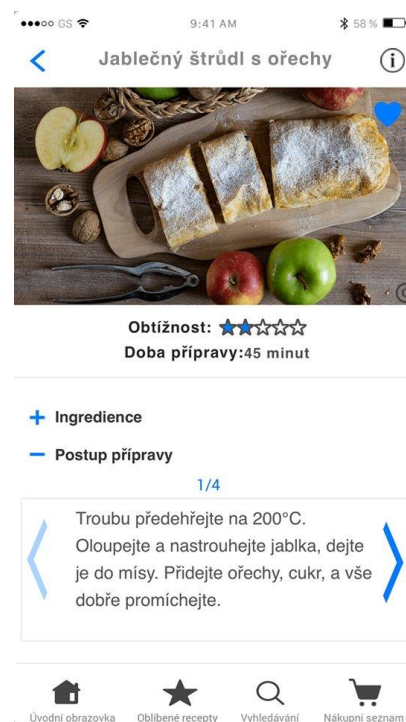 GS 9:41 AM 58 %
Jablečný štrůdl s ořechy
Obtížnost:
Doba přípravy:45 minut
+ Ingredience
− Postup přípravy
1/4
Troubu předehřejte na 200°C.
Oloupejte a nastrouhejte jablka, dejte
je do mísy. Přidejte ořechy, cukr, a vše
dobře promíchejte.
Úvodní obrazovka Oblíbené recepty Vyhledávání Nákupní seznam